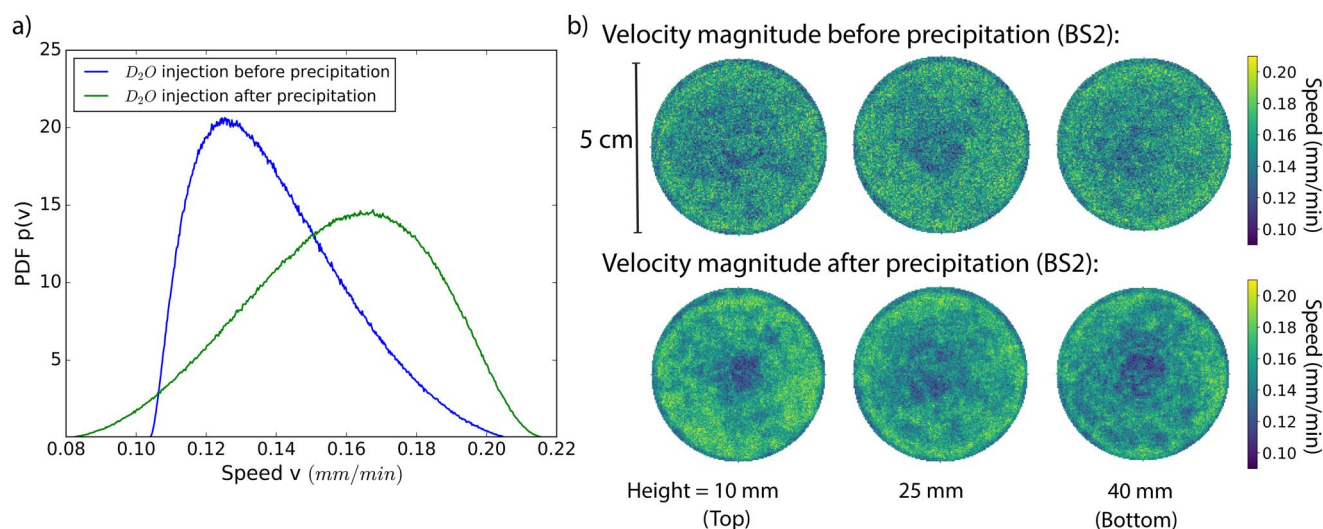 a)
25
20
15
10
5
PDF p(v)
D₂O injection before precipitation
D₂O injection after precipitation
0.08 0.10 0.12 0.14 0.16 0.18 0.20 0.22
Speed v (mm/min)
b)
Velocity magnitude before precipitation (BS2):
5 cm
0.20
0.18
0.16
0.14
0.12
0.10
Speed (mm/min)
Velocity magnitude after precipitation (BS2):
0.20
0.18
0.16
0.14
0.12
0.10
Speed (mm/min)
Height = 10 mm 25 mm 40 mm
(Top) (Bottom)